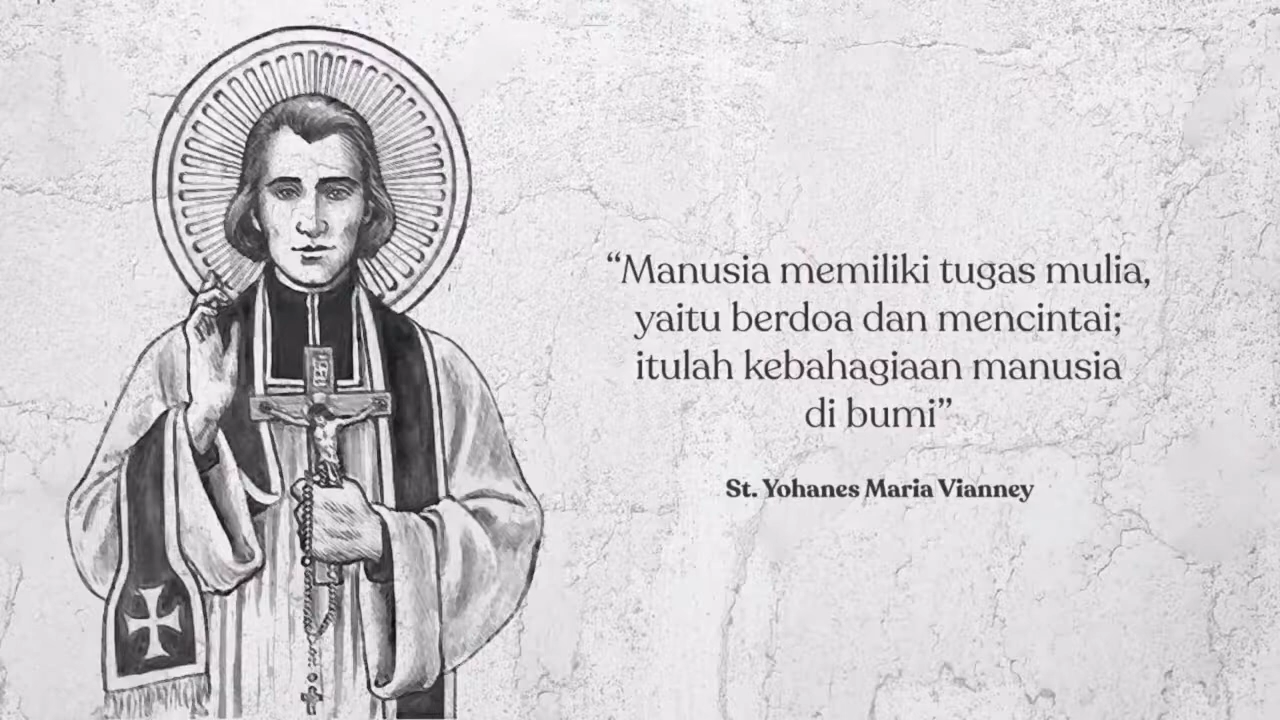 “Manusia memiliki tugas mulia,
yaitu berdoa dan mencintai;
itulah kebahagiaan manusia
di bumi”
St. Yohanes Maria Vianney